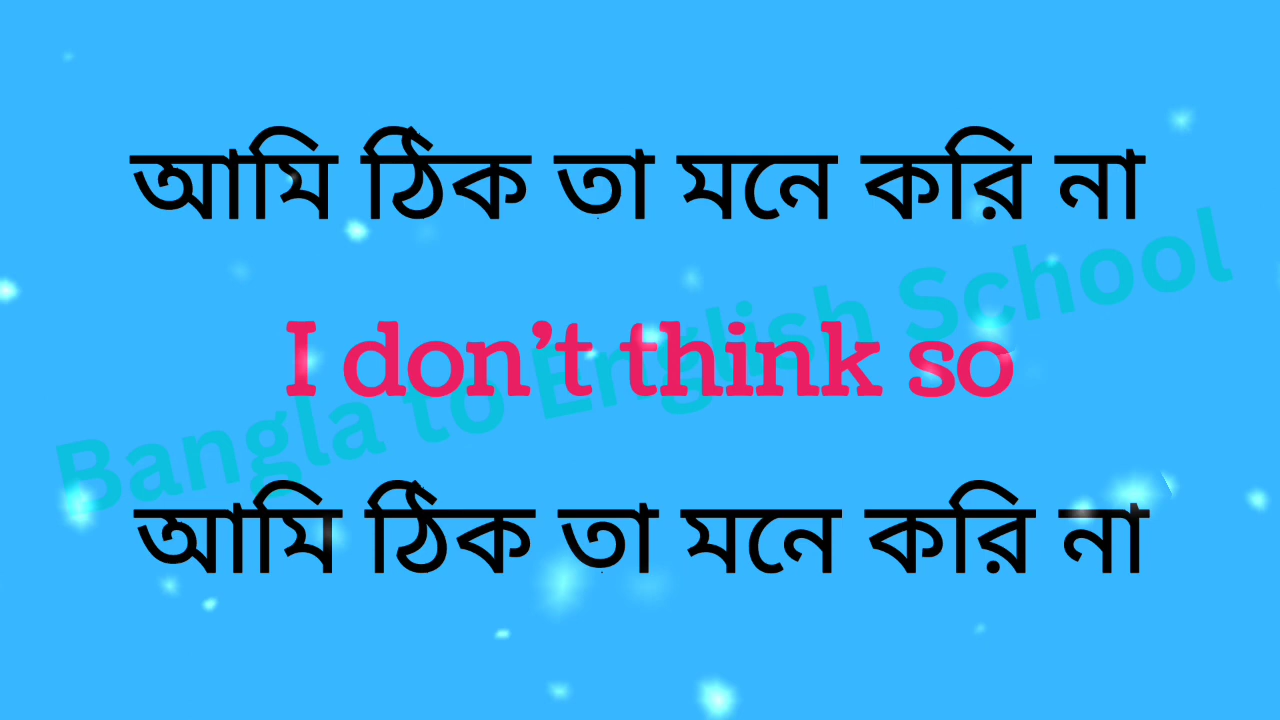 আমি ঠিক তা মনে করি না
I don't think so
Bangla to English School
আমি ঠিক তা মনে করি না